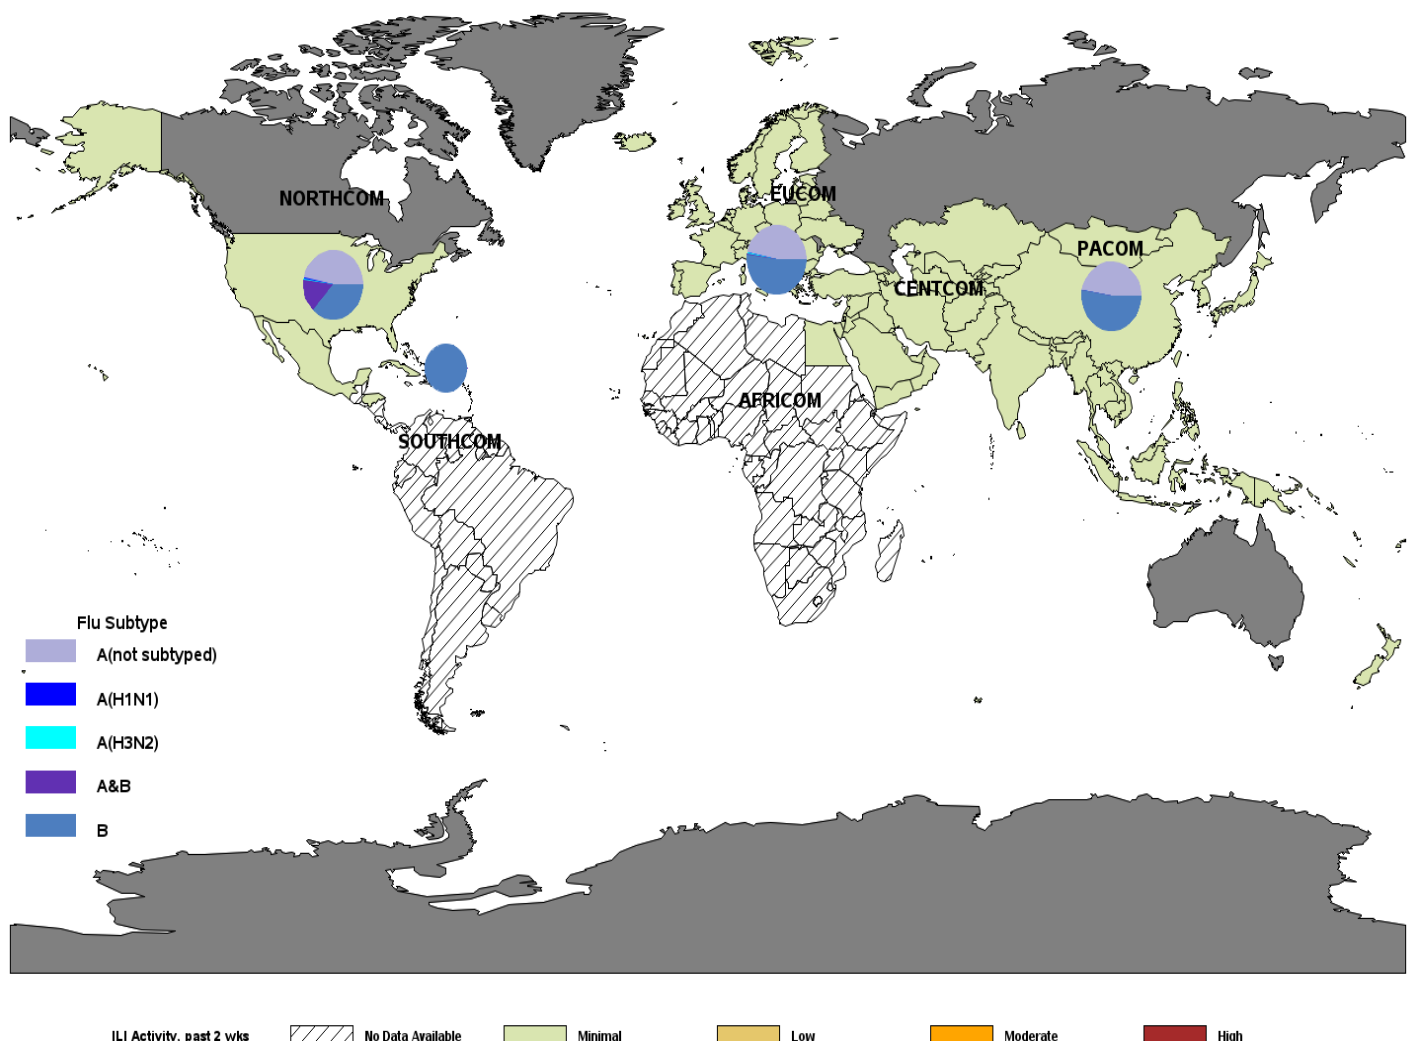 NORTHCOM
EUCOM
PACOM
CENTCOM
AFRICOM
SOUTHCOM
Flu Subtype
A(not subtyped)
A(H1N1)
A(H3N2)
A&B
B
ILI Activity, past 2 wks No Data Available Minimal Low Moderate High